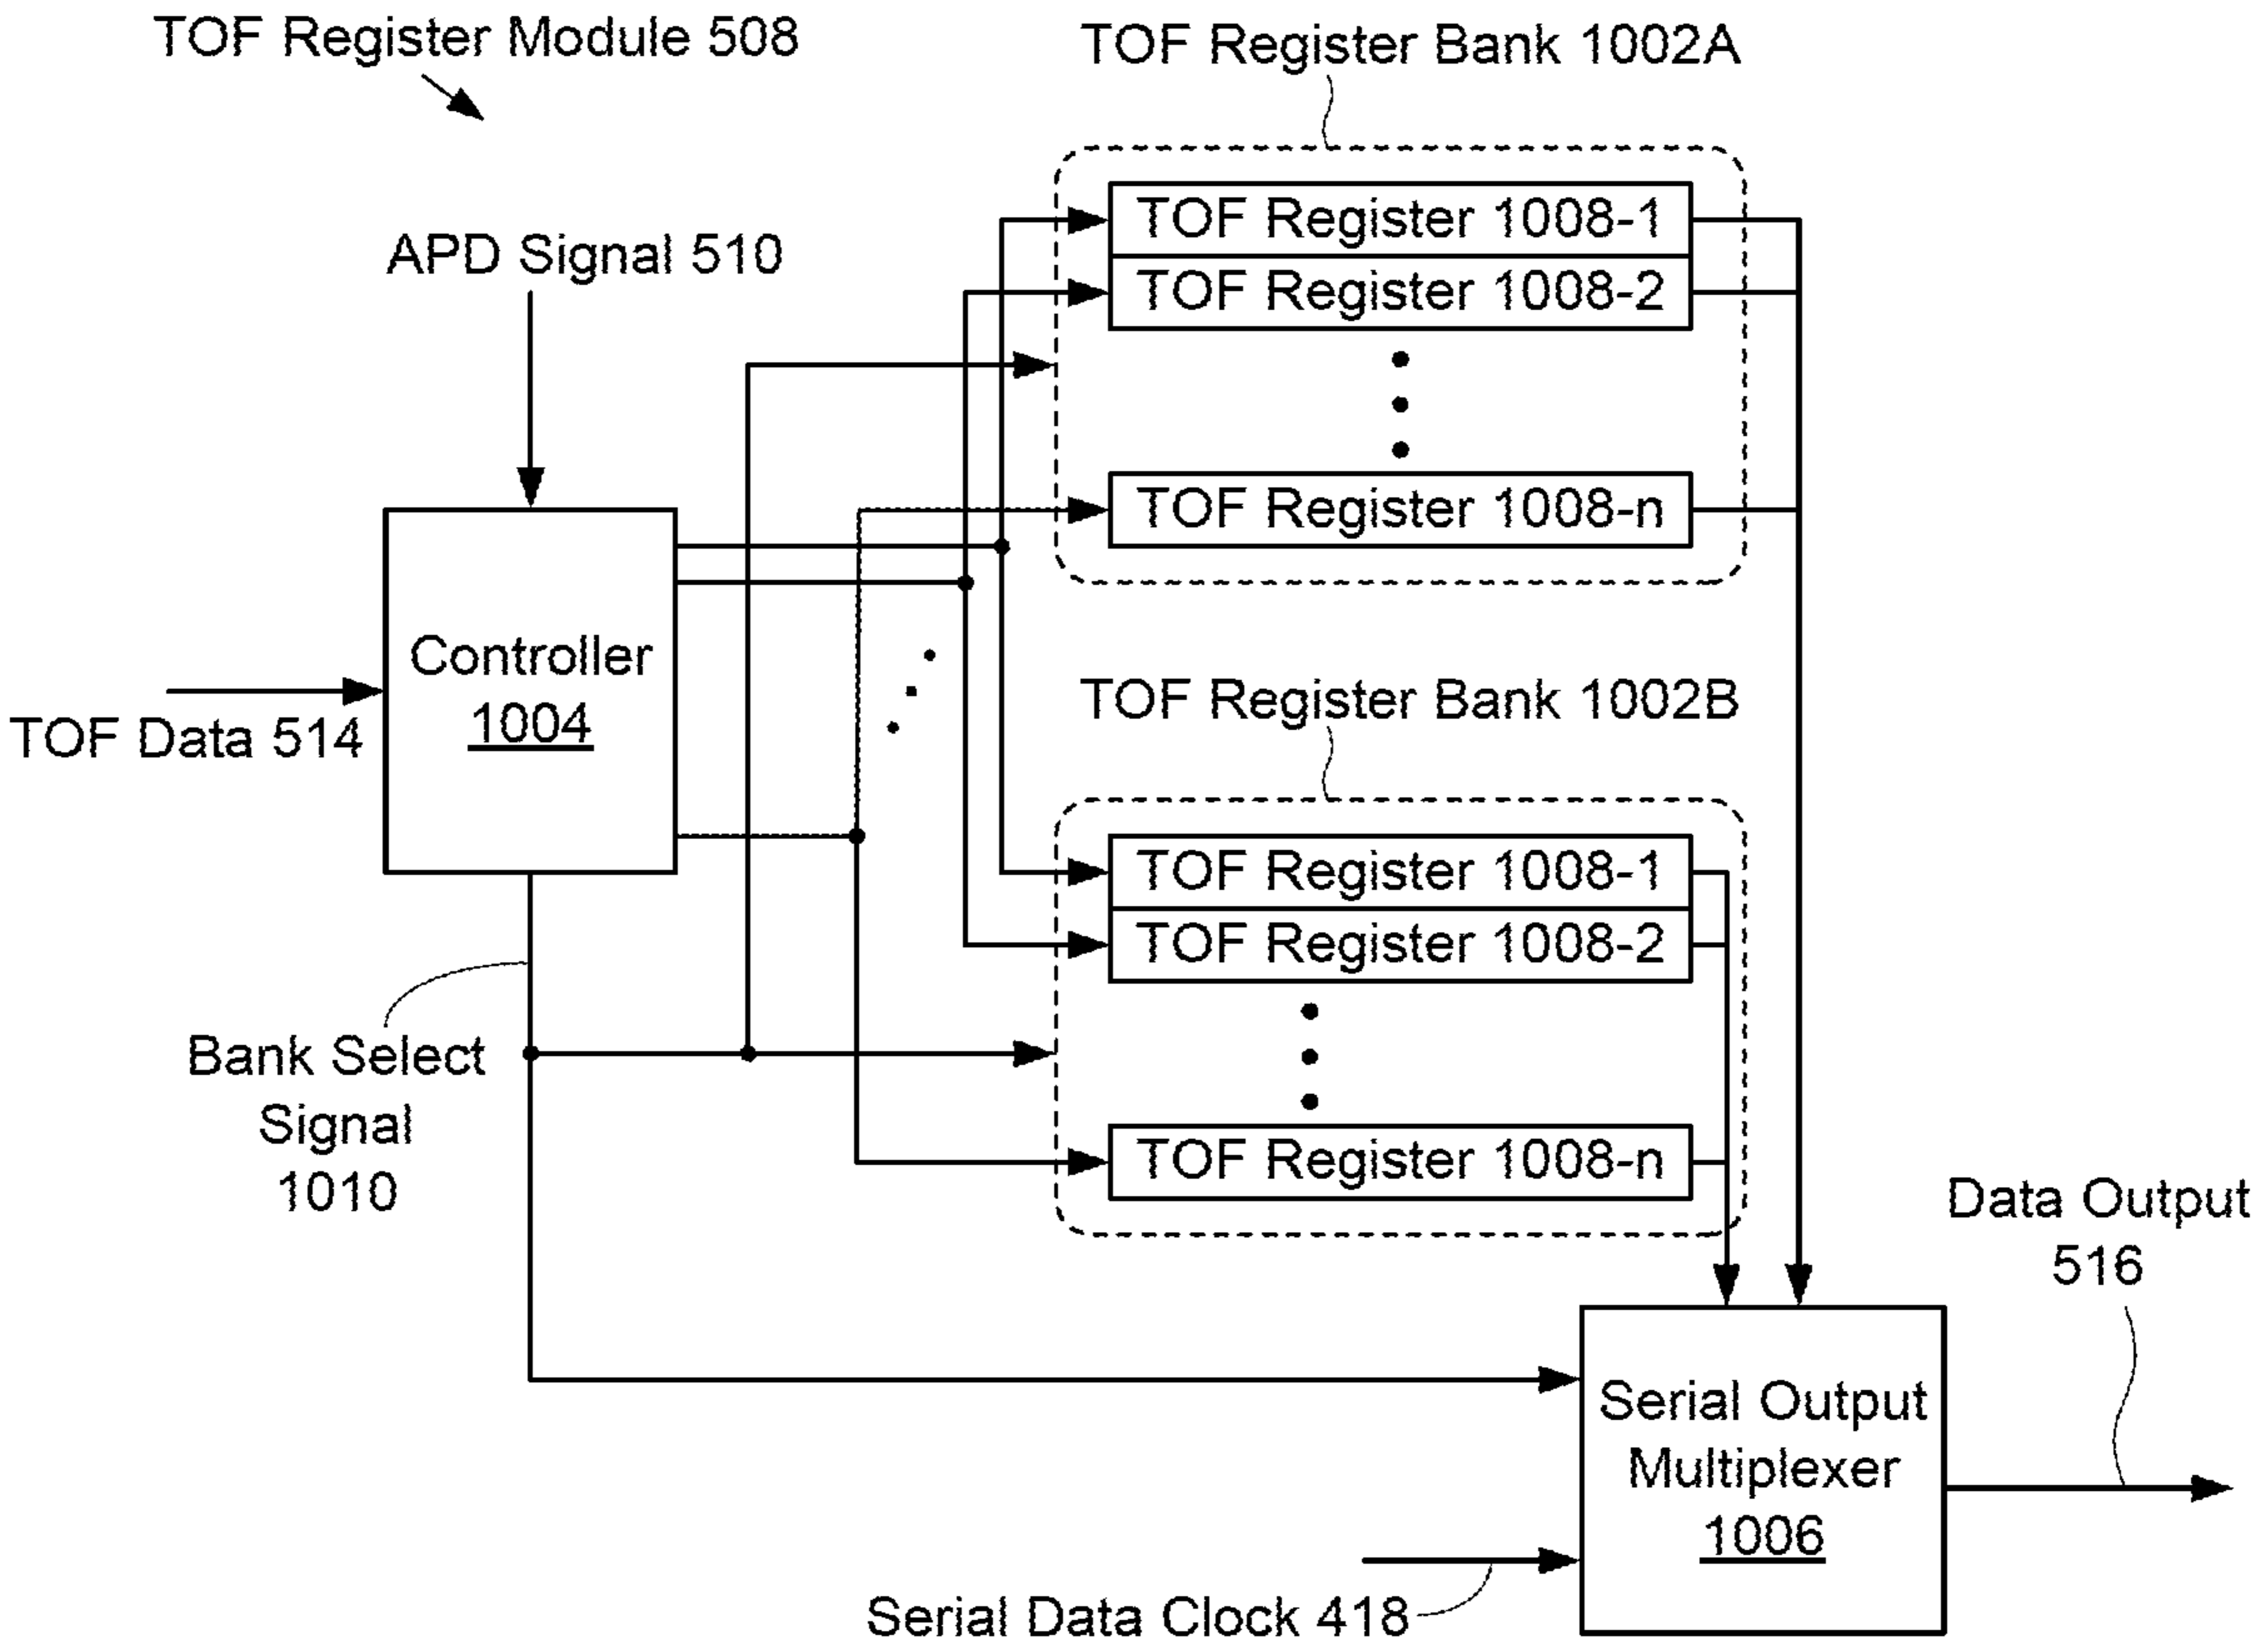 TOF Register Module 508
TOF Register Bank 1002A
APD Signal 510
TOF Register 1008-1
TOF Register 1008-2
TOF Register 1008-n
Controller
1004
TOF Data 514
TOF Register Bank 1002B
TOF Register 1008-1
TOF Register 1008-2
TOF Register 1008-n
Bank Select
Signal
1010
Data Output
516
Serial Output
Multiplexer
1006
Serial Data Clock 418